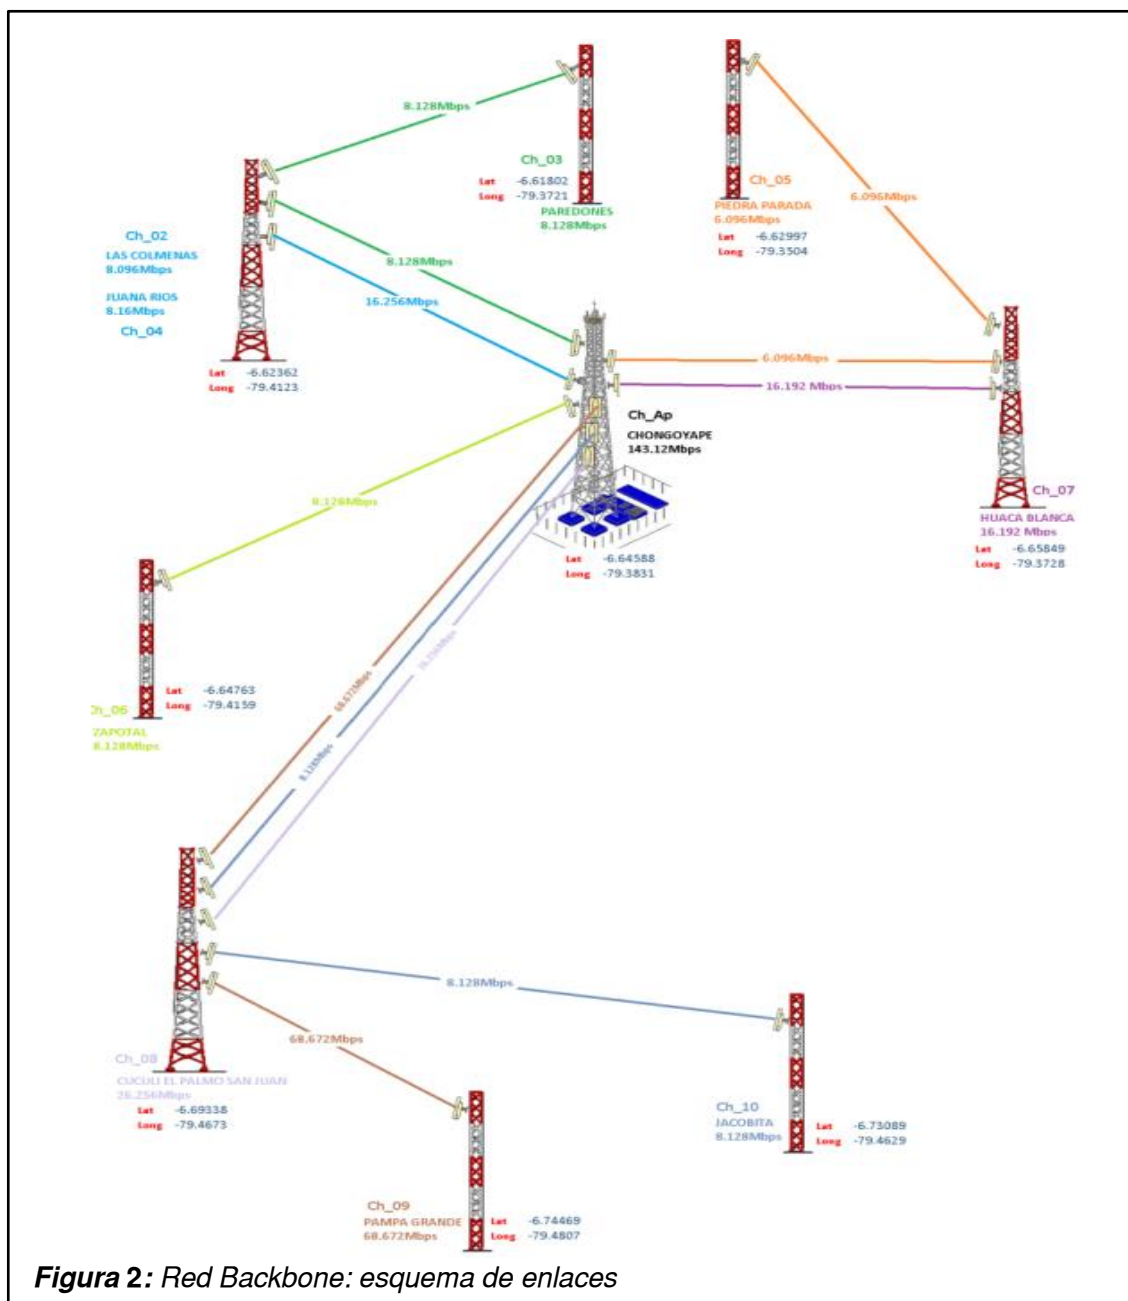 8.128Mbps
Ch_03
Lat -6.61802
Long -79.3721
PAREDONES
8.128Mbps
Ch_05
PIEDRA PARADA
6.096Mbps
Lat -6.62997
Long -79.3504
6.096Mbps
Ch_02
LAS COLMENAS
8.096Mbps
JUANA RIOS
8.16Mbps
Ch_04
Lat -6.62362
Long -79.4123
8.128Mbps
16.256Mbps
6.096Mbps
16.192 Mbps
Ch_Ap
CHONGOYAPE
143.12Mbps
Lat -6.64588
Long -79.3831
Ch_07
HUACA BLANCA
16.192 Mbps
Lat -6.65849
Long -79.3728
8.128Mbps
Lat -6.64763
Long -79.4159
Ch_06
ZAPOTAL
8.128Mbps
68.672Mbps
8.128Mbps
Ch_08
CUCULI EL PALMO SAN JUAN
26.256Mbps
Lat -6.69338
Long -79.4673
8.128Mbps
68.672Mbps
Ch_10
JACOBITA
8.128Mbps
Lat -6.73089
Long -79.4629
Ch_09
PAMPA GRANDE
68.672Mbps
Lat -6.74469
Long -79.4807
Figura 2: Red Backbone: esquema de enlaces